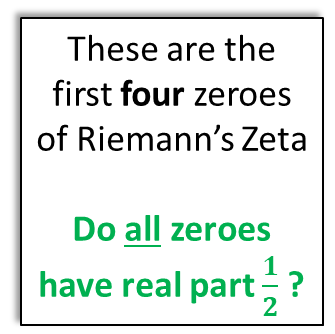 These are the
first four zeroes
of Riemann's Zeta
Do all zeroes
have real part 1/2 ?